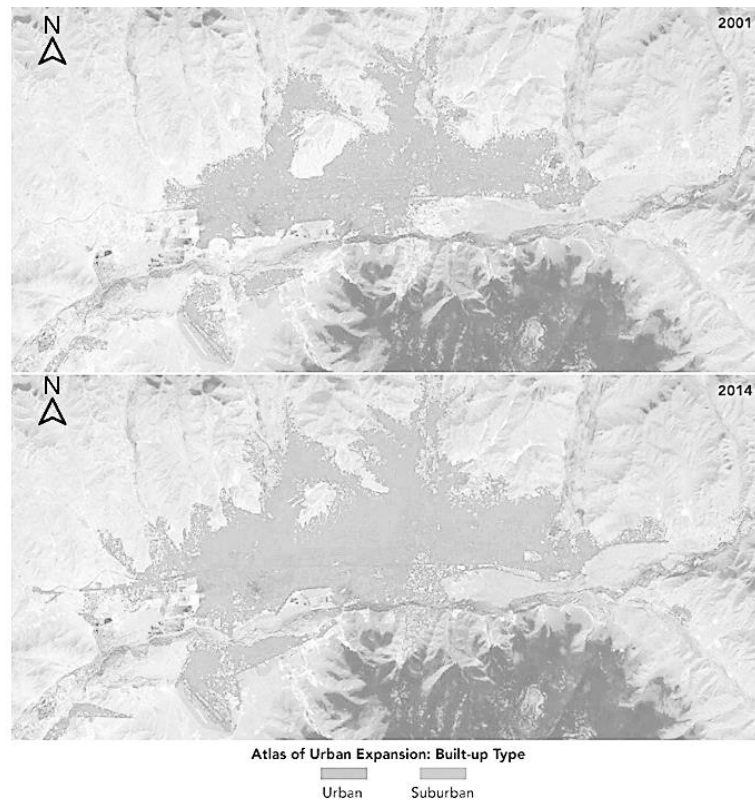 N
2001
N
2014
Atlas of Urban Expansion: Built-up Type
Urban
Suburban